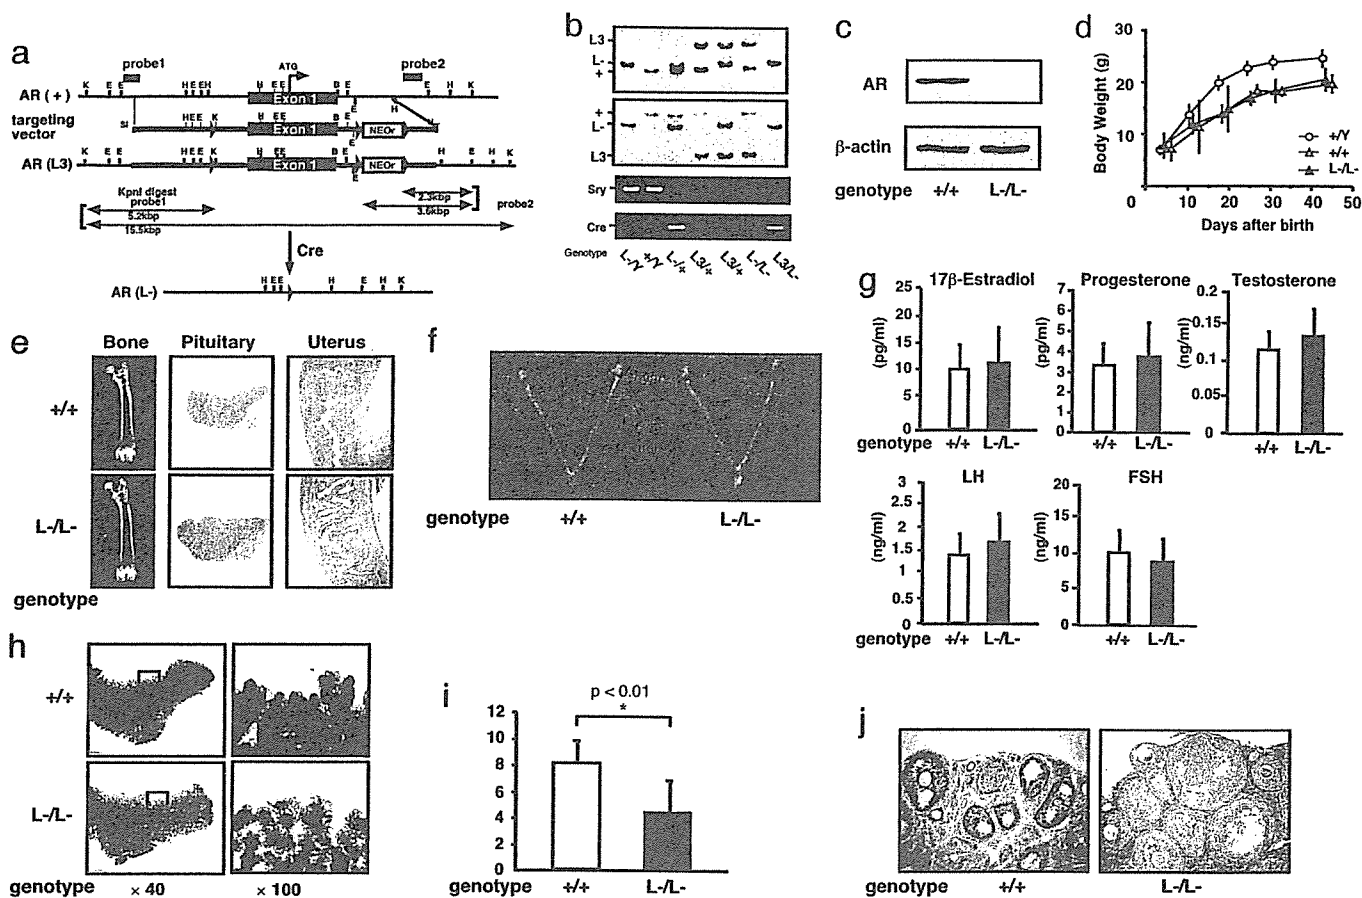 a
probe1
ATG
probe2
K E E H E E H H E E B E E H K
AR (+)
Exon 1
E H
targeting vector
SI H E E K H E E B E
Exon 1
NEOr
AR (L3)
K E E H E E K H E E B E H E H K
Exon 1
NEOr
E
KpnI digest
probe1
5.2kbp
15.5kbp
2.3kbp
3.6kbp
probe2
Cre
H E E H E H K
AR (L-)
b
L3
L-
+
+
L-
L3
Sry
Cre
Genotype L-/Y +/Y L-/+ L3/+ L3/+ L-/L- L3/L-
c
AR
β-actin
genotype +/+ L-/L-
d
Body Weight (g)
30
20
10
+/Y
+/+
L-/L-
0 10 20 30 40 50
Days after birth
e
Bone Pituitary Uterus
+/+
L-/L-
genotype
f
genotype +/+ L-/L-
g
17β-Estradiol
(pg/ml)
25
20
15
10
5
0
genotype +/+ L-/L-
Progesterone
(pg/ml)
7
6
5
4
3
2
1
0
+/+ L-/L-
Testosterone
(ng/ml)
0.2
0.15
0.1
0.05
0
+/+ L-/L-
LH
(ng/ml)
3
2
2
1.5
1
0.5
0
genotype +/+ L-/L-
FSH
(ng/ml)
20
15
10
5
0
+/+ L-/L-
h
+/+
L-/L-
genotype × 40 × 100
i
p < 0.01
*
12
10
8
6
4
2
0
genotype +/+ L-/L-
j
genotype +/+ L-/L-